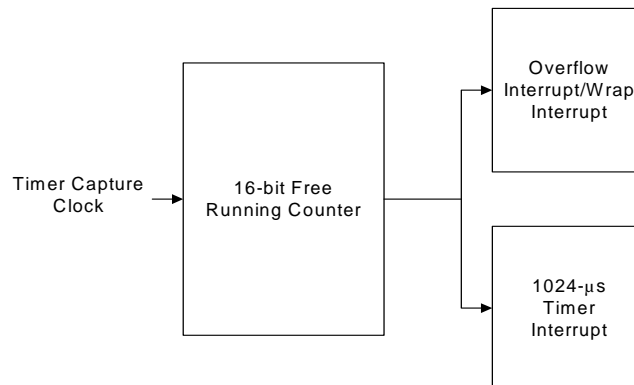 Timer Capture
Clock
16-bit Free
Running Counter
Overflow
Interrupt/Wrap
Interrupt
1024-μs
Timer
Interrupt